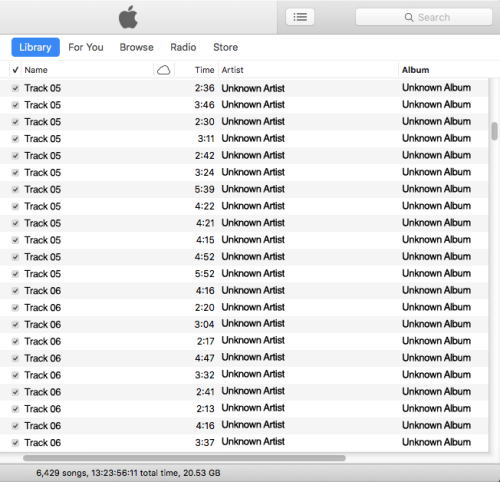 Search
Library For You Browse Radio Store
✓ Name Time Artist Album
Track 05 2:36 Unknown Artist Unknown Album
Track 05 3:46 Unknown Artist Unknown Album
Track 05 2:30 Unknown Artist Unknown Album
Track 05 3:11 Unknown Artist Unknown Album
Track 05 2:42 Unknown Artist Unknown Album
Track 05 3:24 Unknown Artist Unknown Album
Track 05 5:39 Unknown Artist Unknown Album
Track 05 4:22 Unknown Artist Unknown Album
Track 05 4:21 Unknown Artist Unknown Album
Track 05 4:15 Unknown Artist Unknown Album
Track 05 4:52 Unknown Artist Unknown Album
Track 05 5:52 Unknown Artist Unknown Album
Track 06 4:16 Unknown Artist Unknown Album
Track 06 2:20 Unknown Artist Unknown Album
Track 06 3:04 Unknown Artist Unknown Album
Track 06 2:17 Unknown Artist Unknown Album
Track 06 4:47 Unknown Artist Unknown Album
Track 06 3:32 Unknown Artist Unknown Album
Track 06 2:41 Unknown Artist Unknown Album
Track 06 2:13 Unknown Artist Unknown Album
Track 06 4:16 Unknown Artist Unknown Album
Track 06 3:37 Unknown Artist Unknown Album
6,429 songs, 13:23:56:11 total time, 20.53 GB